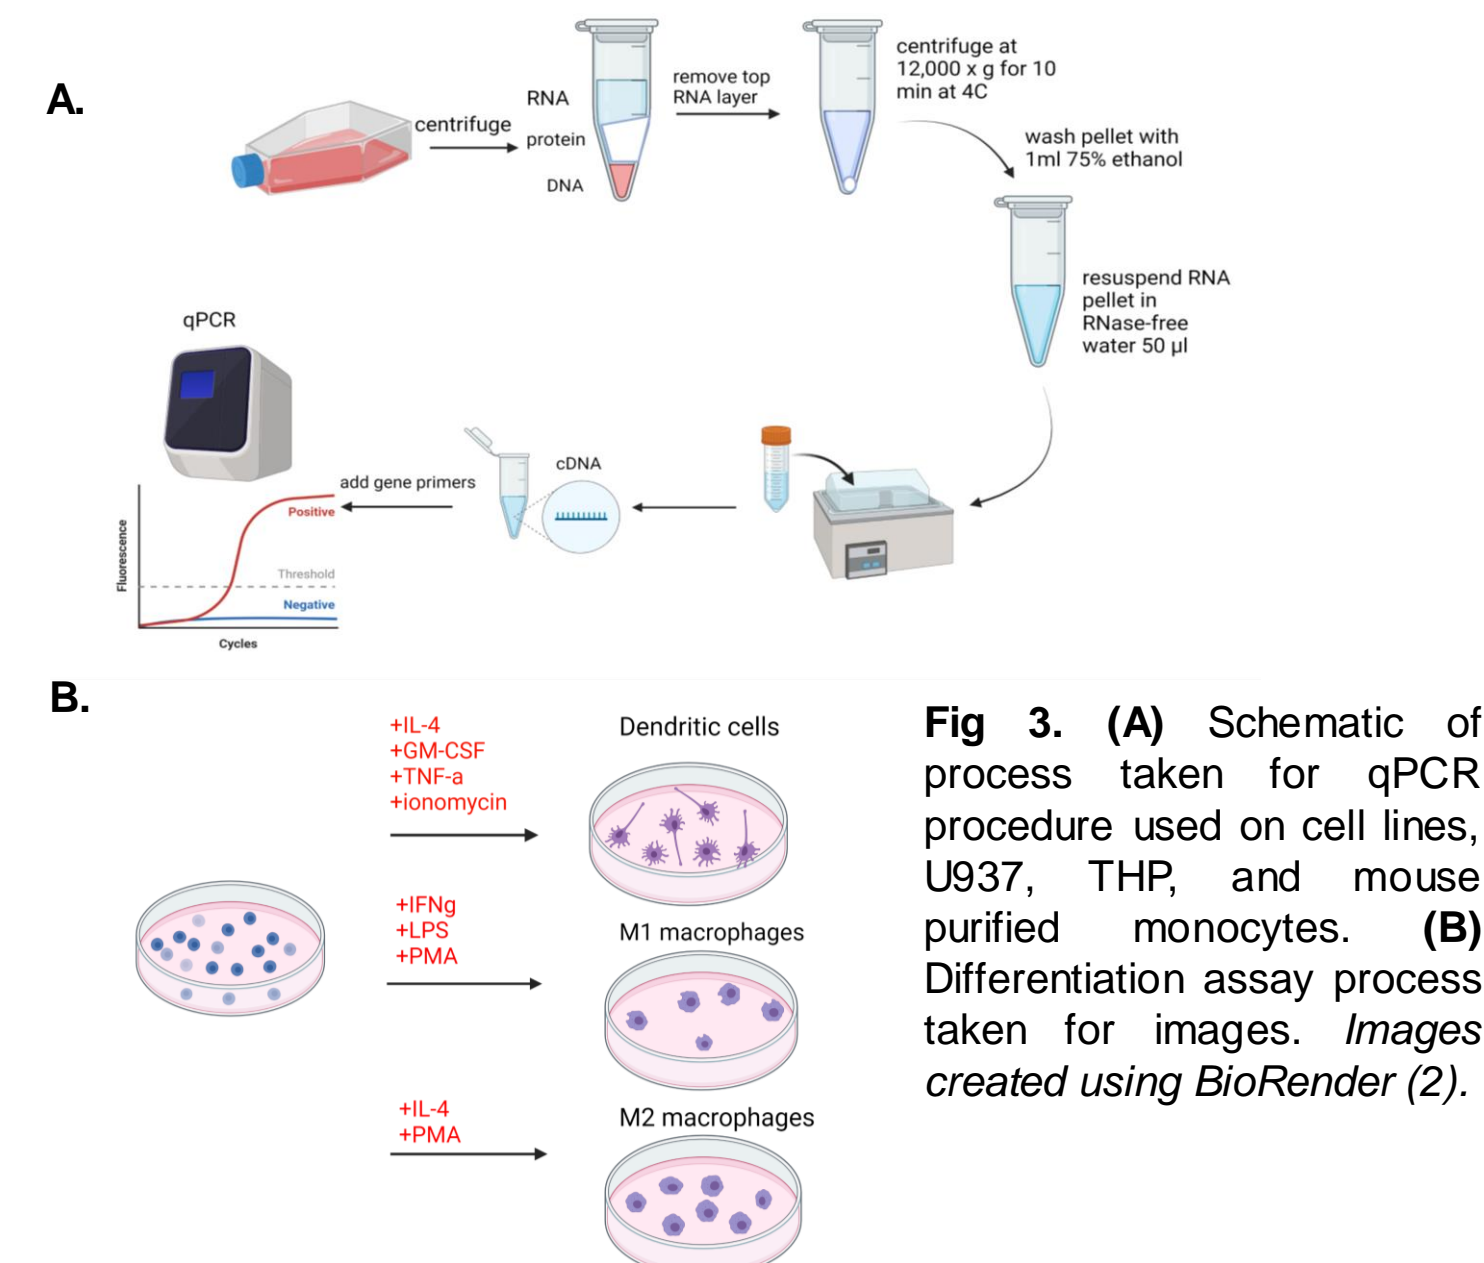 A.
centrifuge
RNA
protein
DNA
remove top
RNA layer
centrifuge at
12,000 x g for 10
min at 4C
wash pellet with
1ml 75% ethanol
resuspend RNA
pellet in
RNase-free
water 50 µl
cDNA
add gene primers
qPCR
Fluorescence
Positive
Threshold
Negative
Cycles
B.
+IL-4
+GM-CSF
+TNF-a
+ionomycin
Dendritic cells
+IFNg
+LPS
+PMA
M1 macrophages
+IL-4
+PMA
M2 macrophages
Fig 3. (A) Schematic of
process taken for qPCR
procedure used on cell lines,
U937, THP, and mouse
purified monocytes. (B)
Differentiation assay process
taken for images. Images
created using BioRender (2).